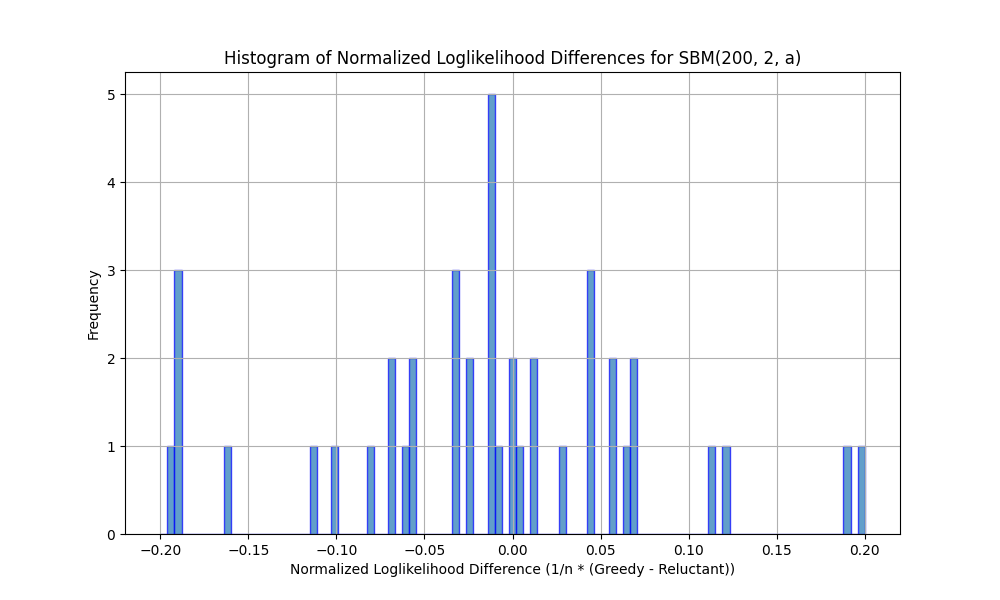 Histogram of Normalized Loglikelihood Differences for SBM(200, 2, a)
Frequency
5
4
3
2
1
0
−0.20 −0.15 −0.10 −0.05 0.00 0.05 0.10 0.15 0.20
Normalized Loglikelihood Difference (1/n * (Greedy - Reluctant))